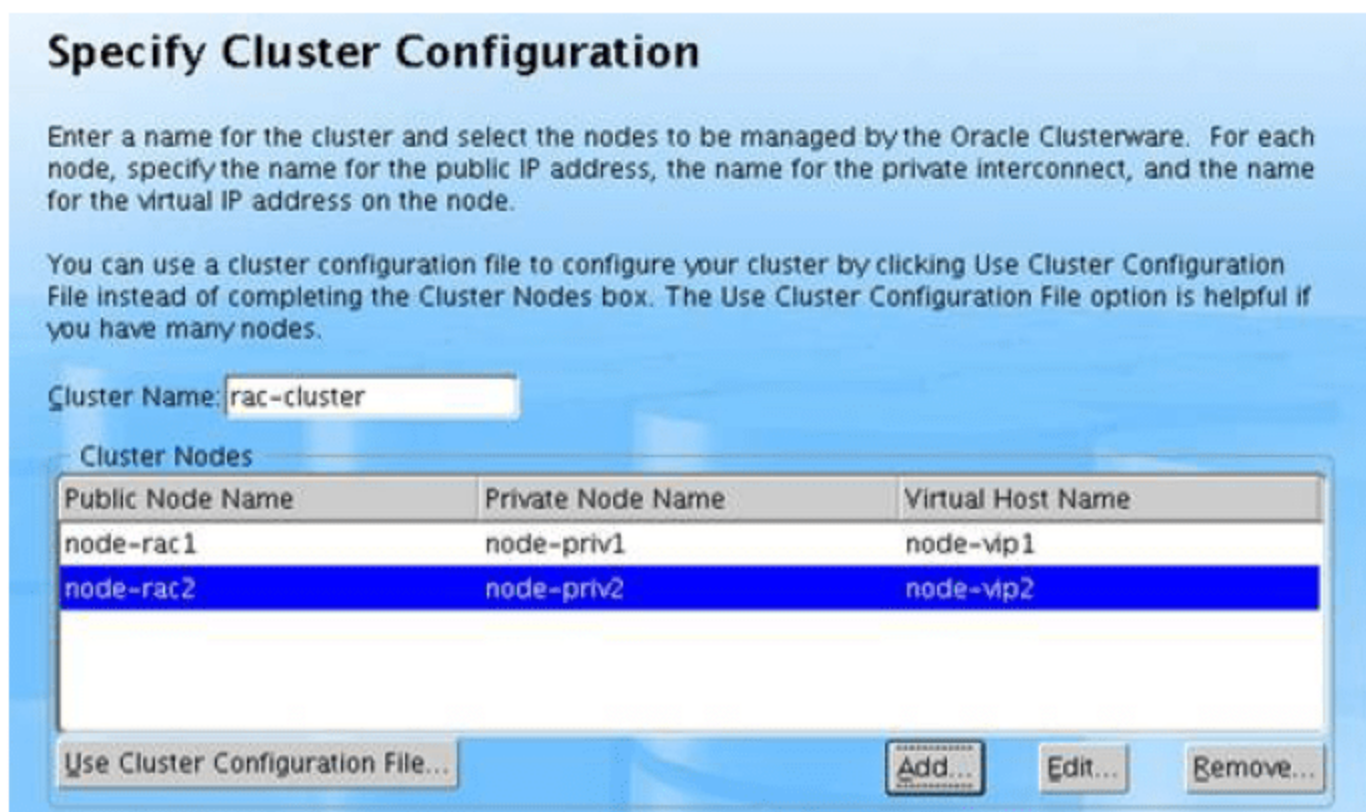 Specify Cluster Configuration
Enter a name for the cluster and select the nodes to be managed by the Oracle Clusterware. For each
node, specify the name for the public IP address, the name for the private interconnect, and the name
for the virtual IP address on the node.
You can use a cluster configuration file to configure your cluster by clicking Use Cluster Configuration
File instead of completing the Cluster Nodes box. The Use Cluster Configuration File option is helpful if
you have many nodes.
Cluster Name: rac-cluster
Cluster Nodes
Public Node Name Private Node Name Virtual Host Name
node-rac1 node-priv1 node-vip1
node-rac2 node-priv2 node-vip2
Use Cluster Configuration File... Add... Edit... Remove...